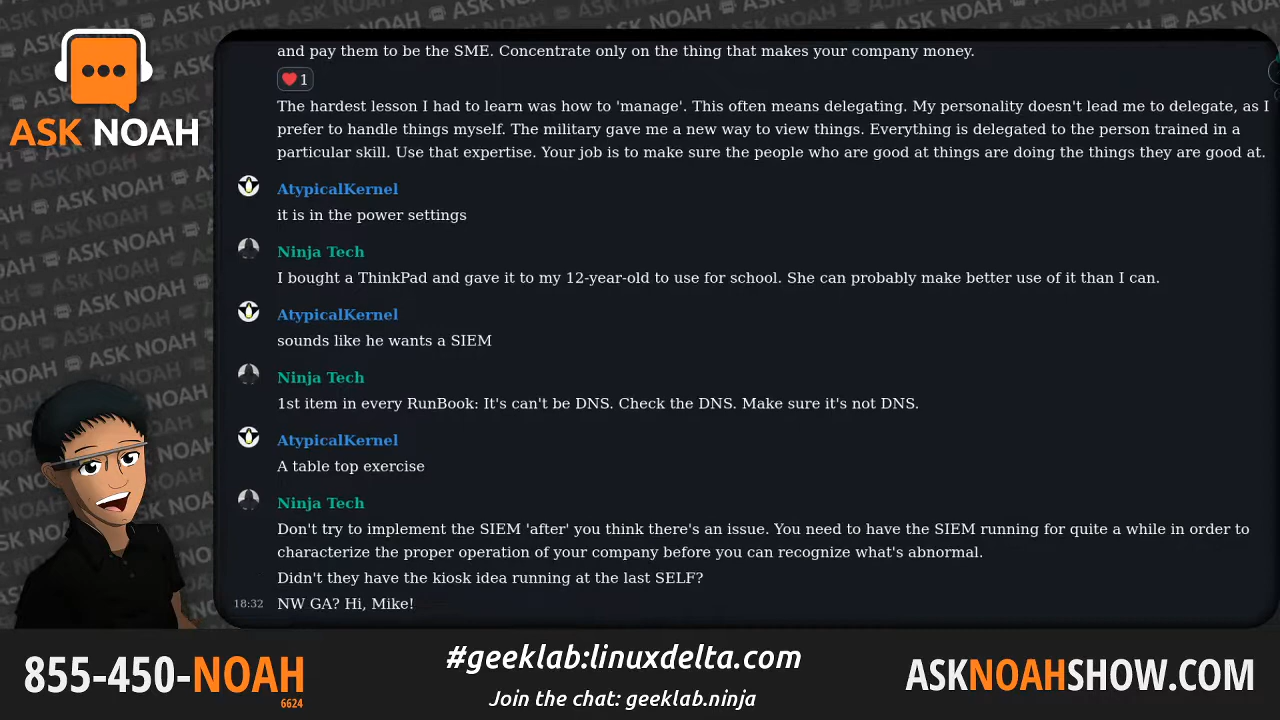 and pay them to be the SME. Concentrate only on the thing that makes your company money.
❤️ 1
The hardest lesson I had to learn was how to 'manage'. This often means delegating. My personality doesn't lead me to delegate, as I
prefer to handle things myself. The military gave me a new way to view things. Everything is delegated to the person trained in a
particular skill. Use that expertise. Your job is to make sure the people who are good at things are doing the things they are good at.
ASK NOAH
AtypicalKernel
it is in the power settings
Ninja Tech
I bought a ThinkPad and gave it to my 12-year-old to use for school. She can probably make better use of it than I can.
AtypicalKernel
sounds like he wants a SIEM
Ninja Tech
1st item in every RunBook: It's can't be DNS. Check the DNS. Make sure it's not DNS.
AtypicalKernel
A table top exercise
Ninja Tech
Don't try to implement the SIEM 'after' you think there's an issue. You need to have the SIEM running for quite a while in order to
characterize the proper operation of your company before you can recognize what's abnormal.
Didn't they have the kiosk idea running at the last SELF?
18:32 NW GA? Hi, Mike!
855-450-NOAH
6624
#geeklab:linuxdelta.com
Join the chat: geeklab.ninja
ASKNOAHSHOW.COM